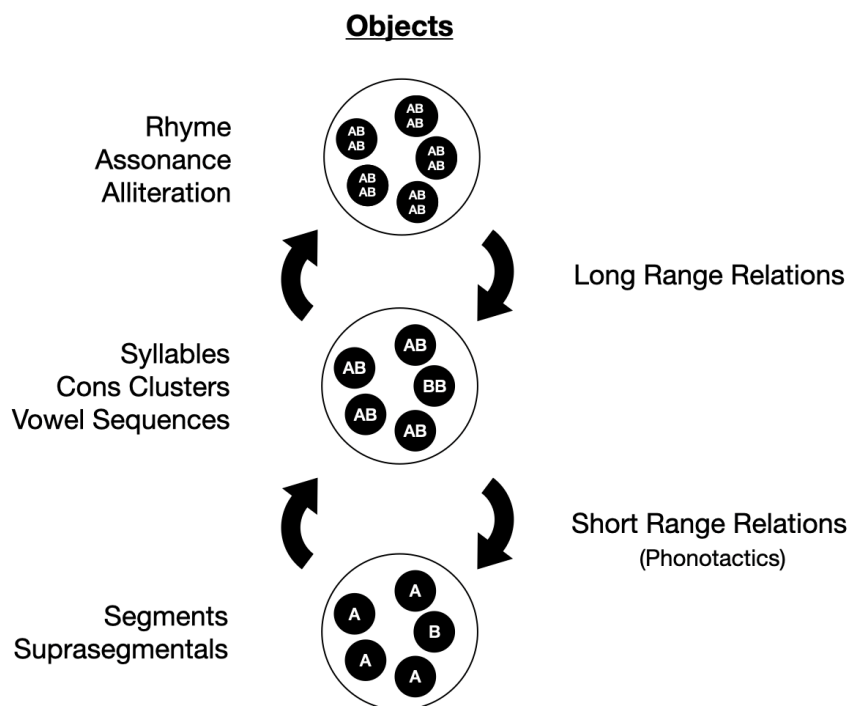 Objects
Rhyme
Assonance
Alliteration
AB
AB
AB
AB
AB
AB
AB
AB
AB
AB
Long Range Relations
Syllables
Cons Clusters
Vowel Sequences
AB
AB
BB
AB
AB
Short Range Relations
(Phonotactics)
Segments
Suprasegmentals
A
A
B
A
A